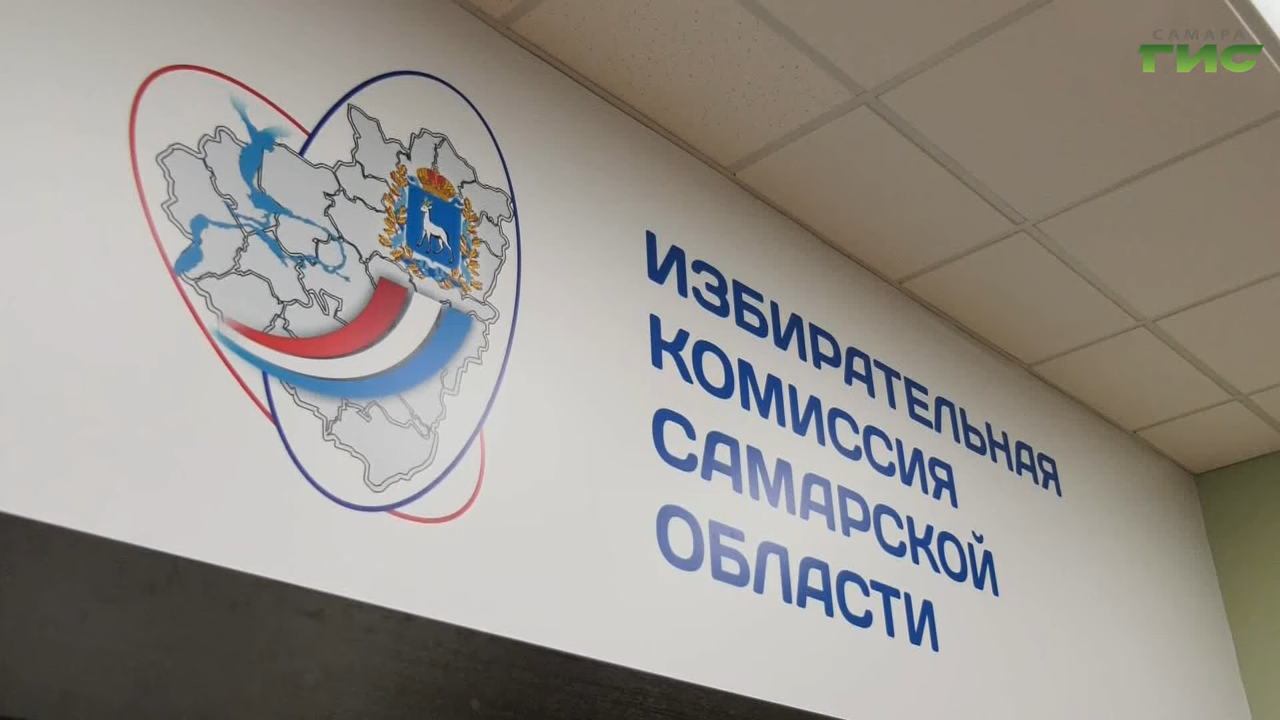 САМАРА
ГИС
ИЗБИРАТЕЛЬНАЯ
КОМИССИЯ
САМАРСКОЙ
ОБЛАСТИ